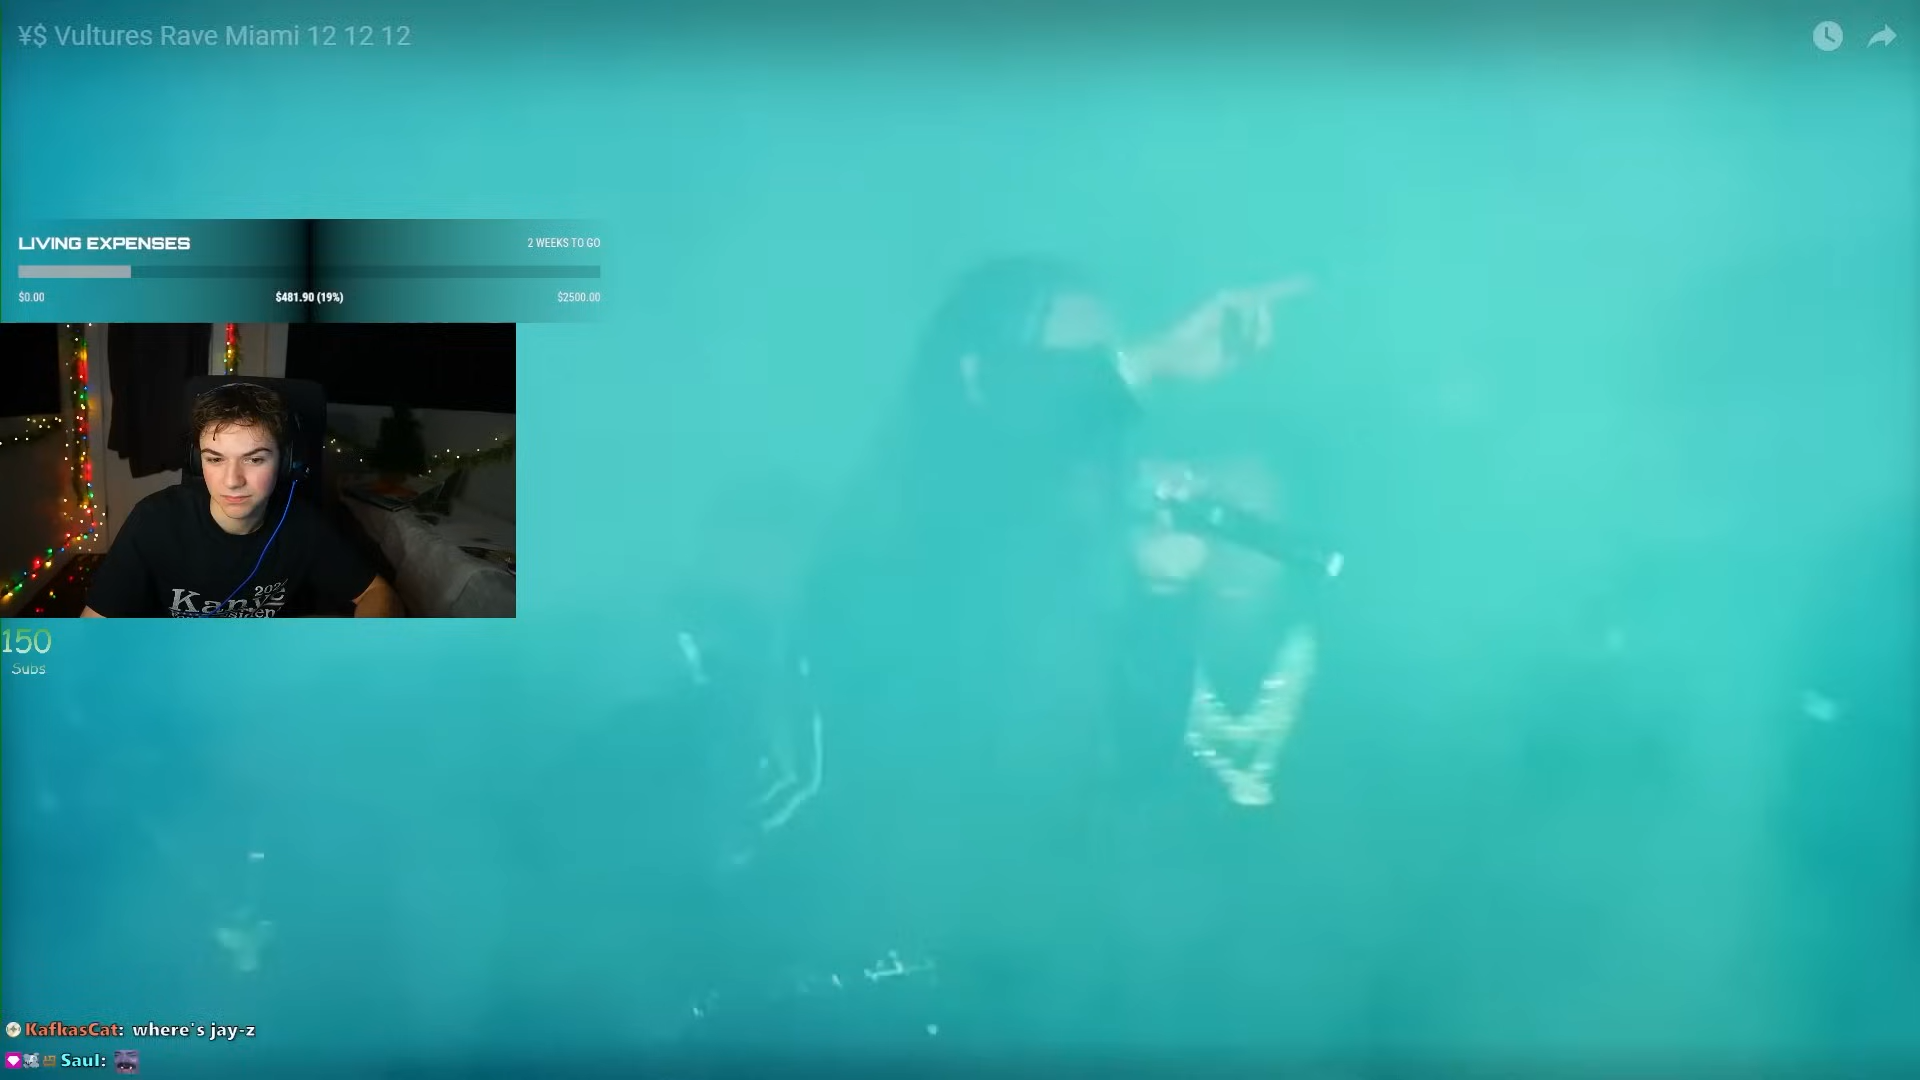 ¥$ Vultures Rave Miami 12 12 12
LIVING EXPENSES
2 WEEKS TO GO
$0.00
$481.90 (19%)
$2500.00
Kanye
150
Subs
KafkasCat: where's jay-z
Saul: